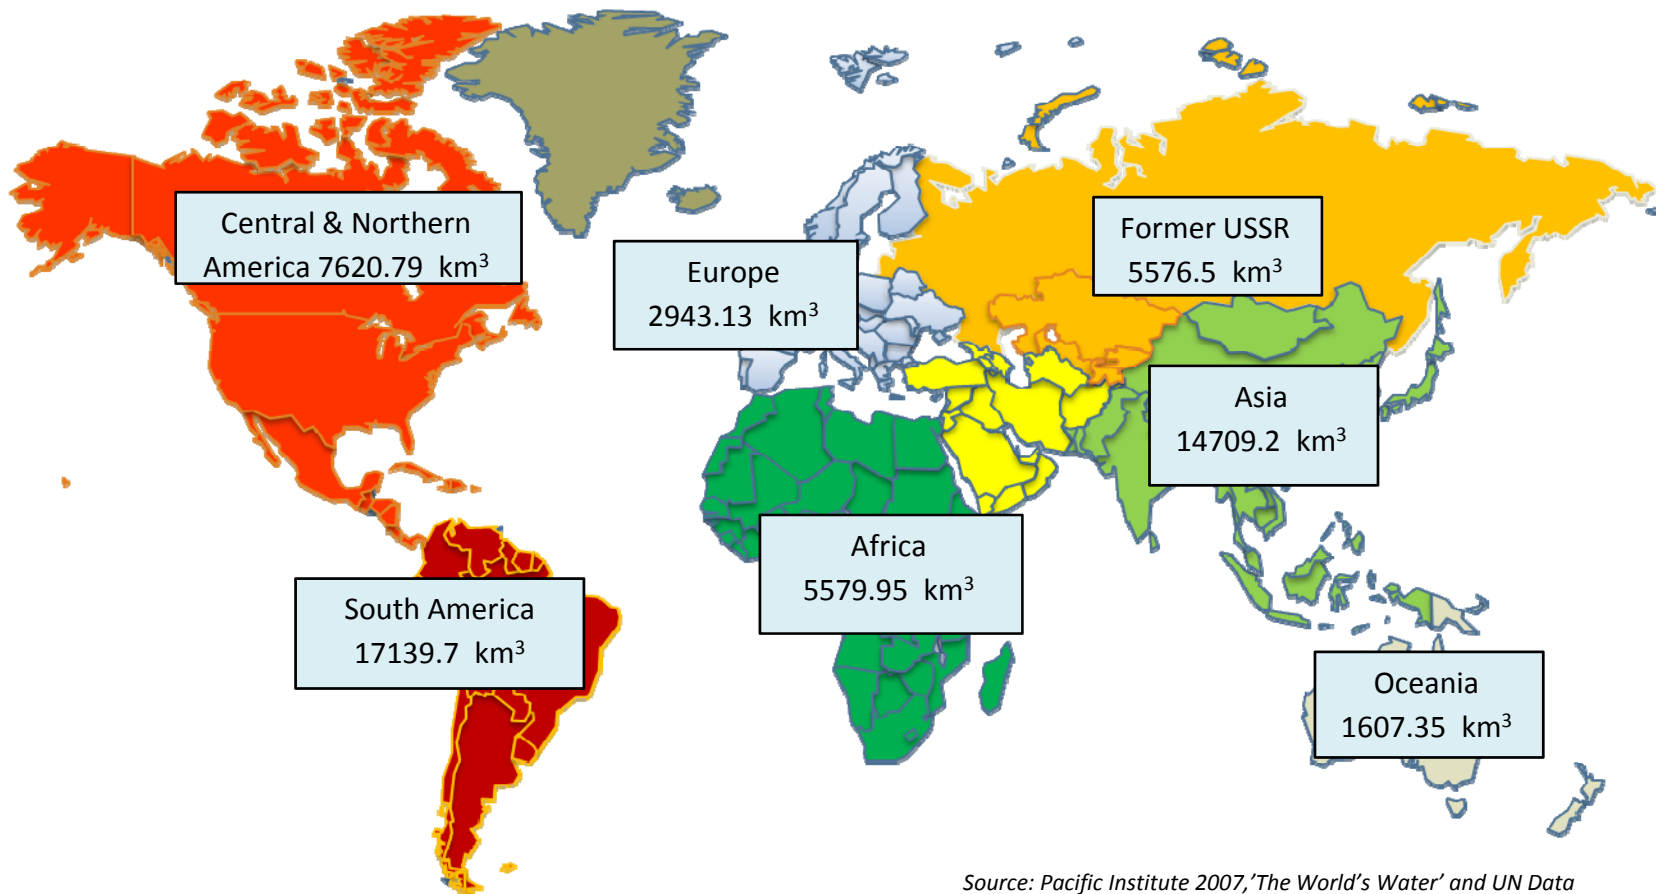 Central & Northern
America 7620.79 km³
Former USSR
5576.5 km³
Europe
2943.13 km³
Asia
14709.2 km³
Africa
5579.95 km³
South America
17139.7 km³
Oceania
1607.35 km³
Source: Pacific Institute 2007,’The World’s Water’ and UN Data